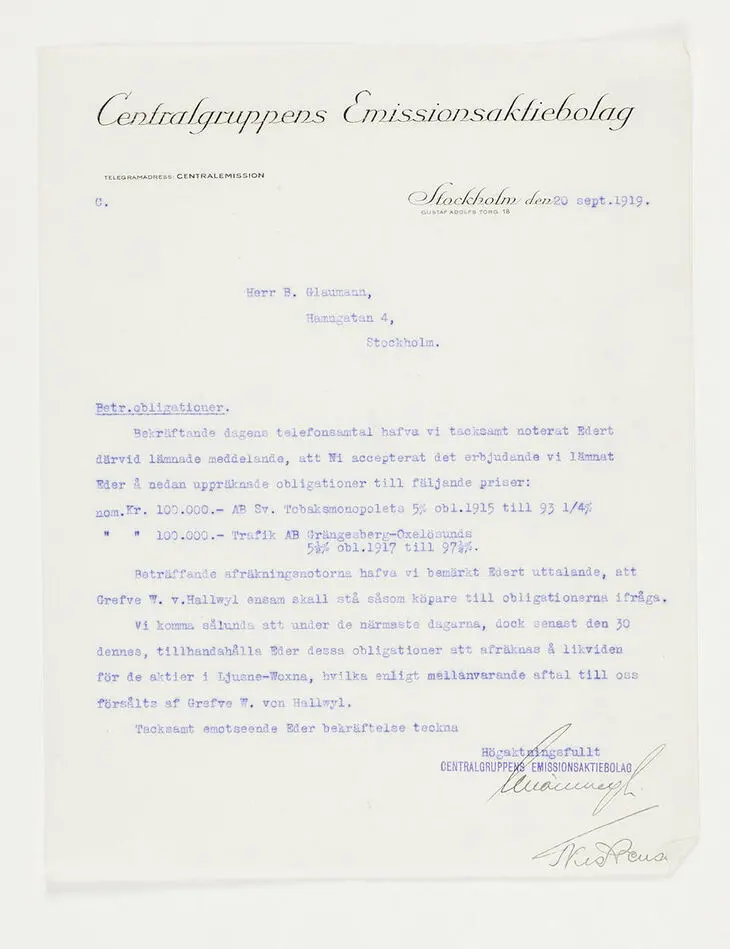 Centralgruppens Emissionsaktiebolag
TELEGRAMADRESS: CENTRALEMISSION
C.
Stockholm den 20 sept.1919.
GUSTAF ADOLFS TORG 18
Herr B. Glaumann,
Hamngatan 4,
Stockholm.
Betr.obligationer.
Bekräftande dagens telefonsamtal hafva vi tacksamt noterat Edert
därvid lämnade meddelande, att Ni accepterat det erbjudande vi lämnat
Eder å nedan uppräknade obligationer till fäljande priser:
nom.Kr. 100.000.- AB Sv. Tobaksmonopolets 5% obl.1915 till 93 1/4%
" " 100.000.- Trafik AB Grängesberg-Oxelösunds
5½% obl.1917 till 97½%.
Beträffande afräkningsnotorna hafva vi bemärkt Edert uttalande, att
Grefve W. v.Hallwyl ensam skall stå såsom köpare till obligationerna ifråga.
Vi komma sålunda att under de närmaste dagarna, dock senast den 30
dennes, tillhandahålla Eder dessa obligationer att afräknas å likviden
för de aktier i Ljusne-Woxna, hvilka enligt mellanvarande aftal till oss
försålts af Grefve W. von Hallwyl.
Tacksamt emotseende Eder bekräftelse teckna
Högaktningsfullt
CENTRALGRUPPENS EMISSIONSAKTIEBOLAG